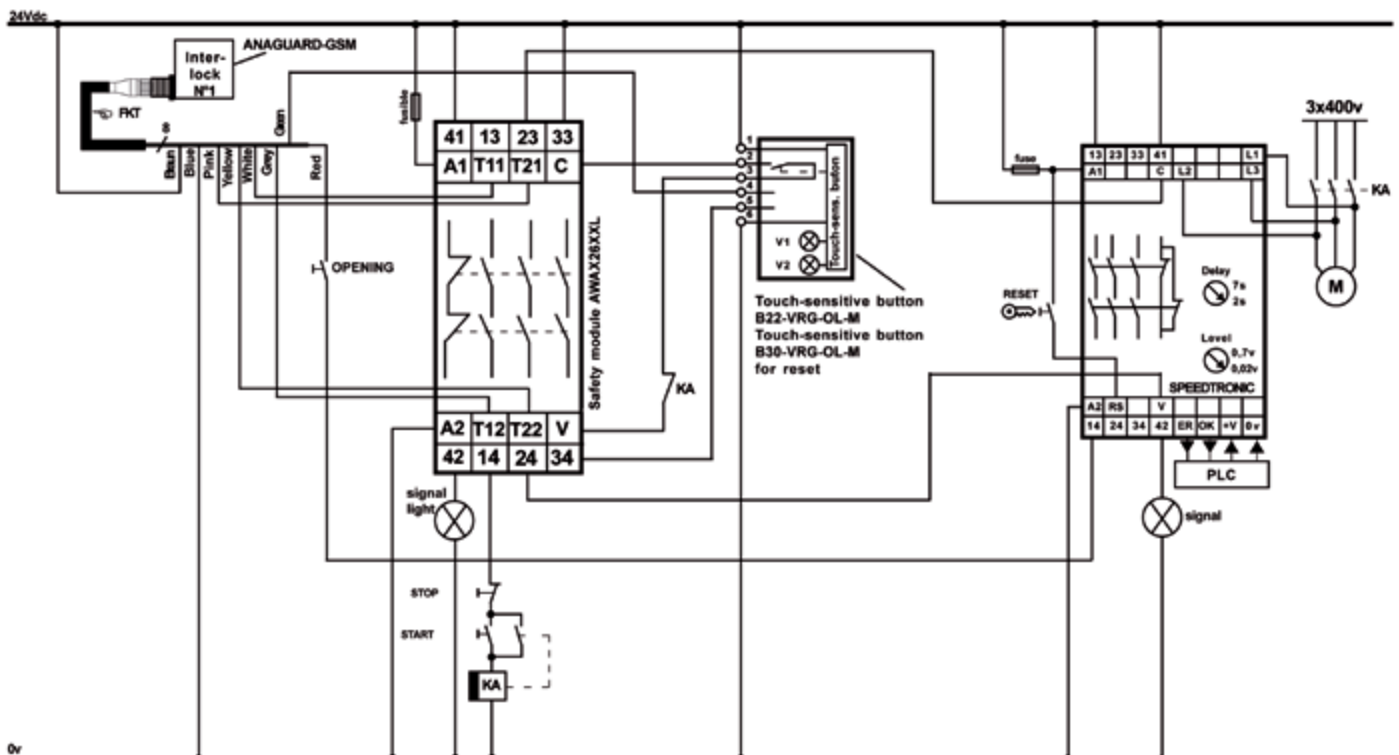 24Vdc
ANAGUARD-GSM
Inter-
lock
N°1
FKT
8
Braun
Blue
Pink
Yellow
White
Grey
Green
Red
OPENING
fusible
41 13 23 33
A1 T11 T21 C
Safety module AWAX26XXL
A2 T12 T22 V
42 14 24 34
signal
light
STOP
START
KA
KA
1
2
3
4
5
6
Touch-sens. buton
V1
V2
Touch-sensitive button
B22-VRG-OL-M
Touch-sensitive button
B30-VRG-OL-M
for reset
fuse
RESET
13 23 33 41 L1
A1 C L2 L3
Delay
7s
2s
Level
0,7v
0,02v
SPEEDTRONIC
A2 RS V
14 24 34 42 ER OK +V 0v
PLC
signal
3x400v
KA
M
0v